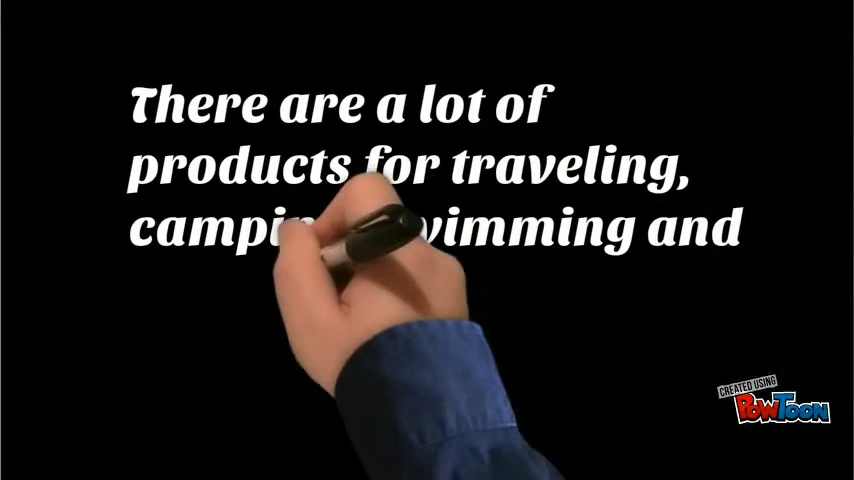 There are a lot of
products for traveling,
and
CREATED USING
POWTOON